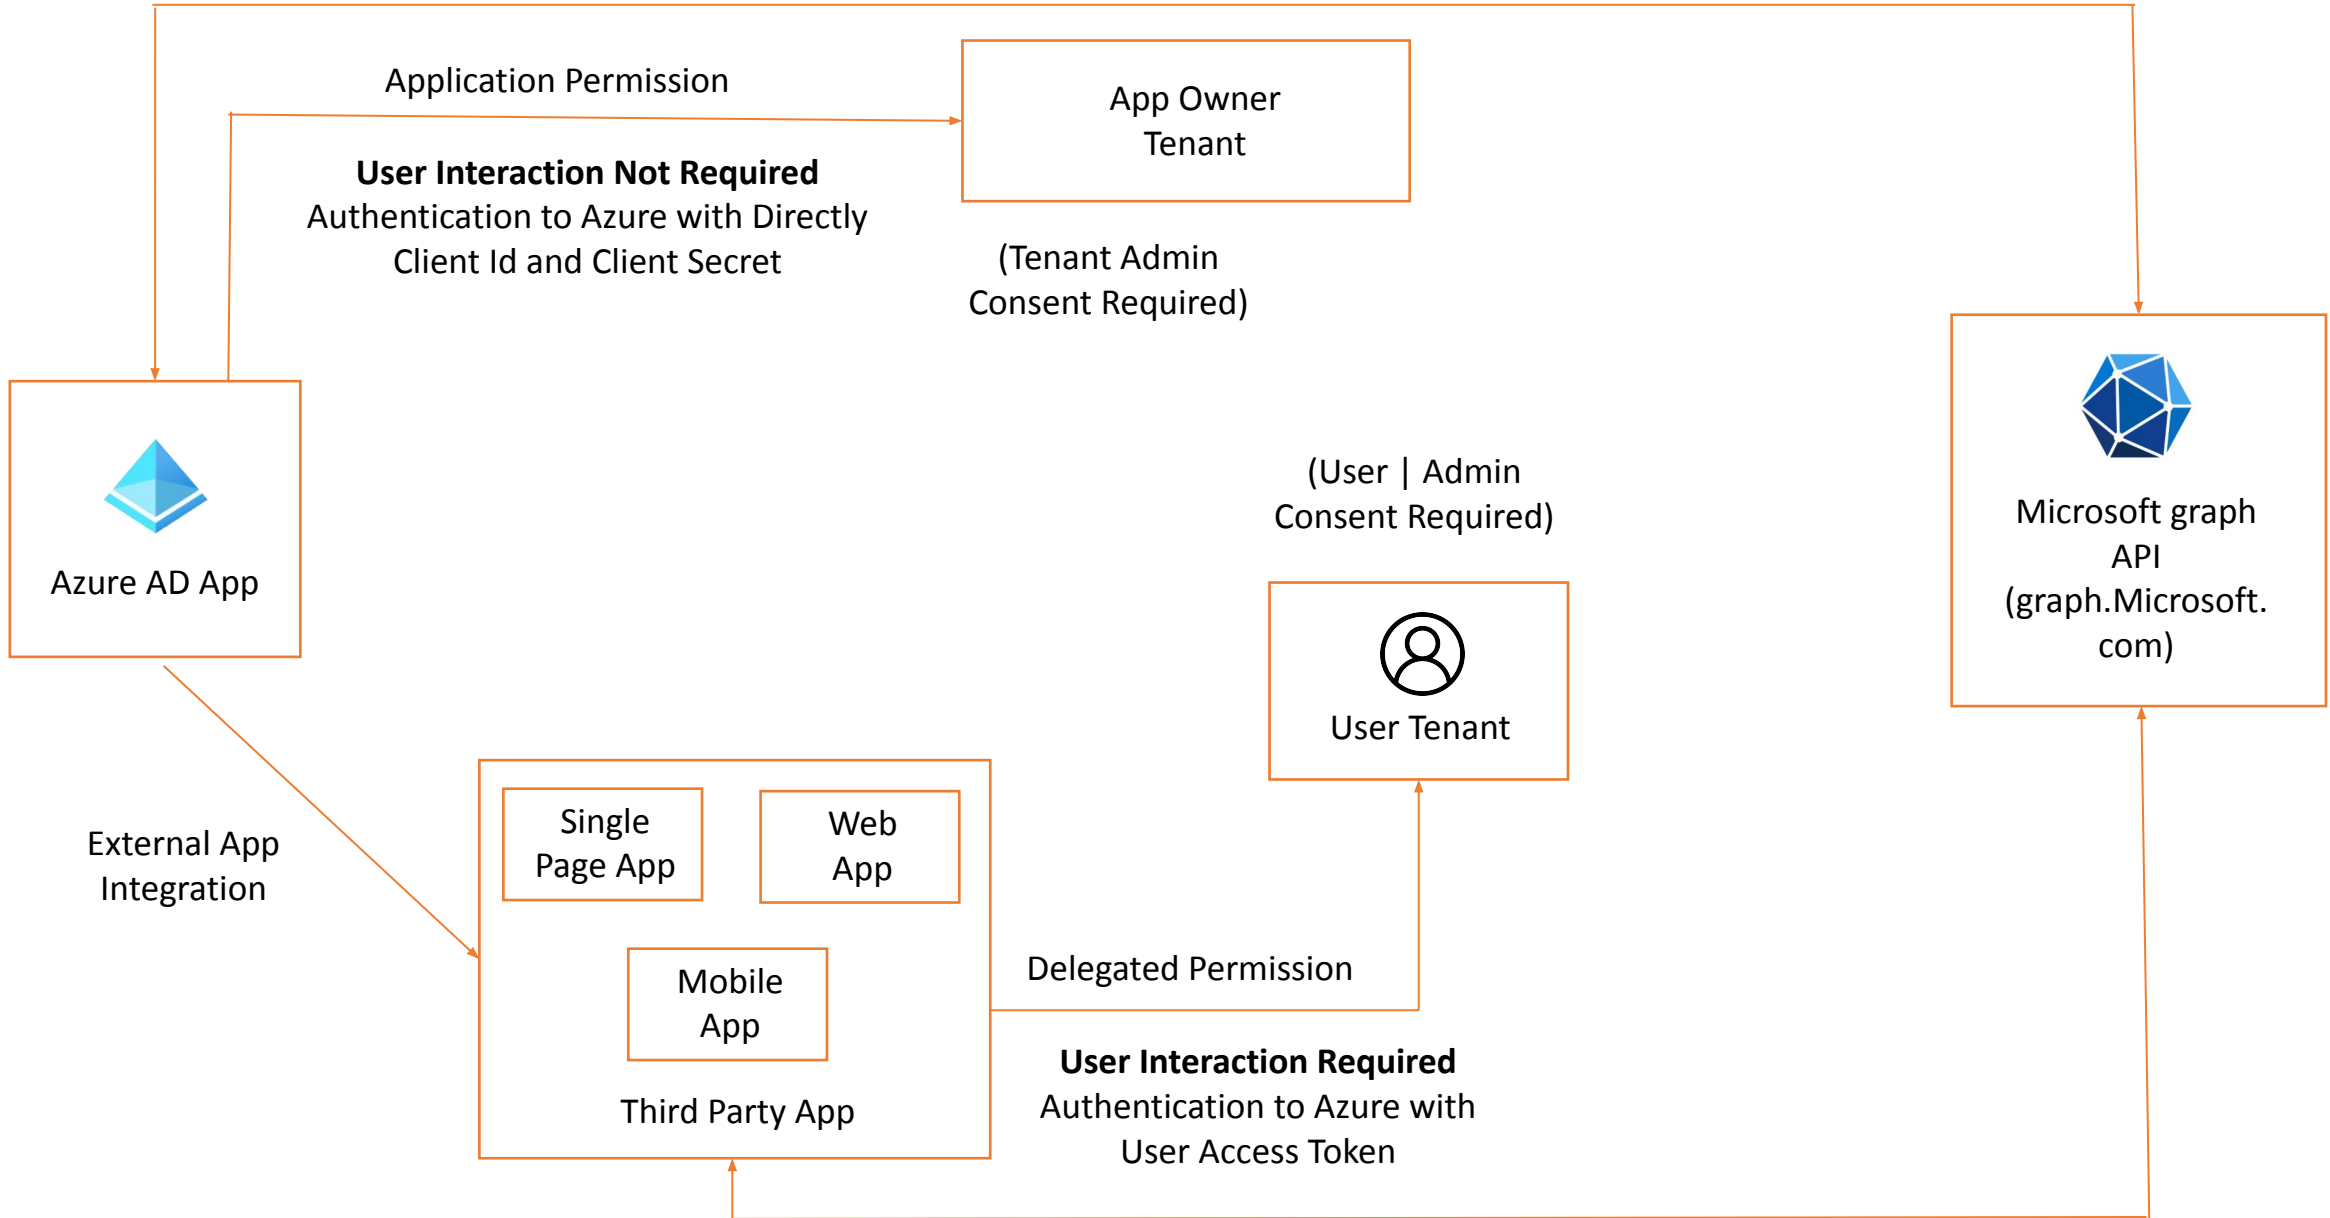 Application Permission
User Interaction Not Required
Authentication to Azure with Directly
Client Id and Client Secret
App Owner
Tenant
(Tenant Admin
Consent Required)
Azure AD App
(User | Admin
Consent Required)
User Tenant
Microsoft graph
API
(graph.Microsoft.
com)
External App
Integration
Single
Page App
Web
App
Mobile
App
Third Party App
Delegated Permission
User Interaction Required
Authentication to Azure with
User Access Token